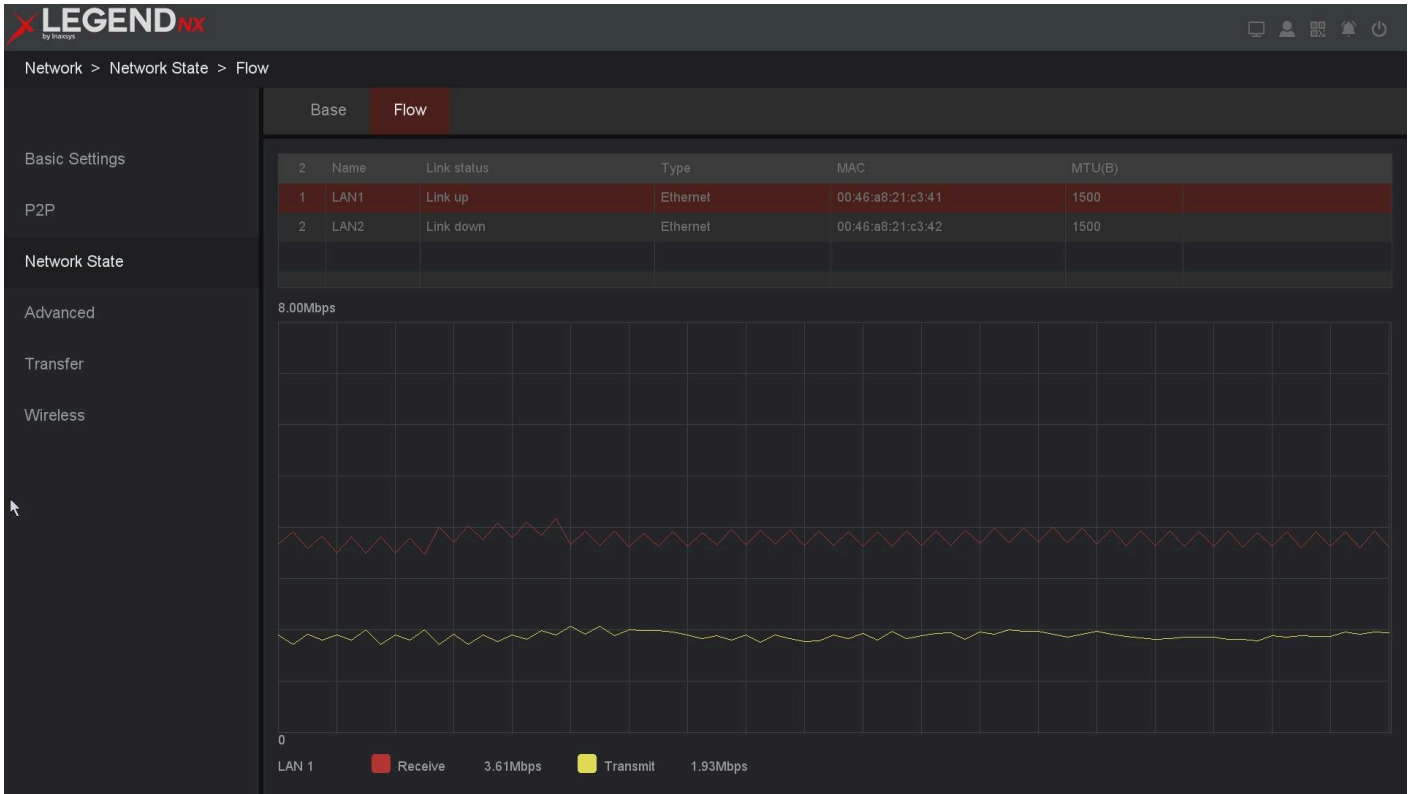 LEGENDNX
by Inaxsys
Network > Network State > Flow
Base Flow
Basic Settings
P2P
Network State
Advanced
Transfer
Wireless
2 Name Link status Type MAC MTU(B)
1 LAN1 Link up Ethernet 00:46:a8:21:c3:41 1500
2 LAN2 Link down Ethernet 00:46:a8:21:c3:42 1500
8.00Mbps
0
LAN 1 Receive 3.61Mbps Transmit 1.93Mbps